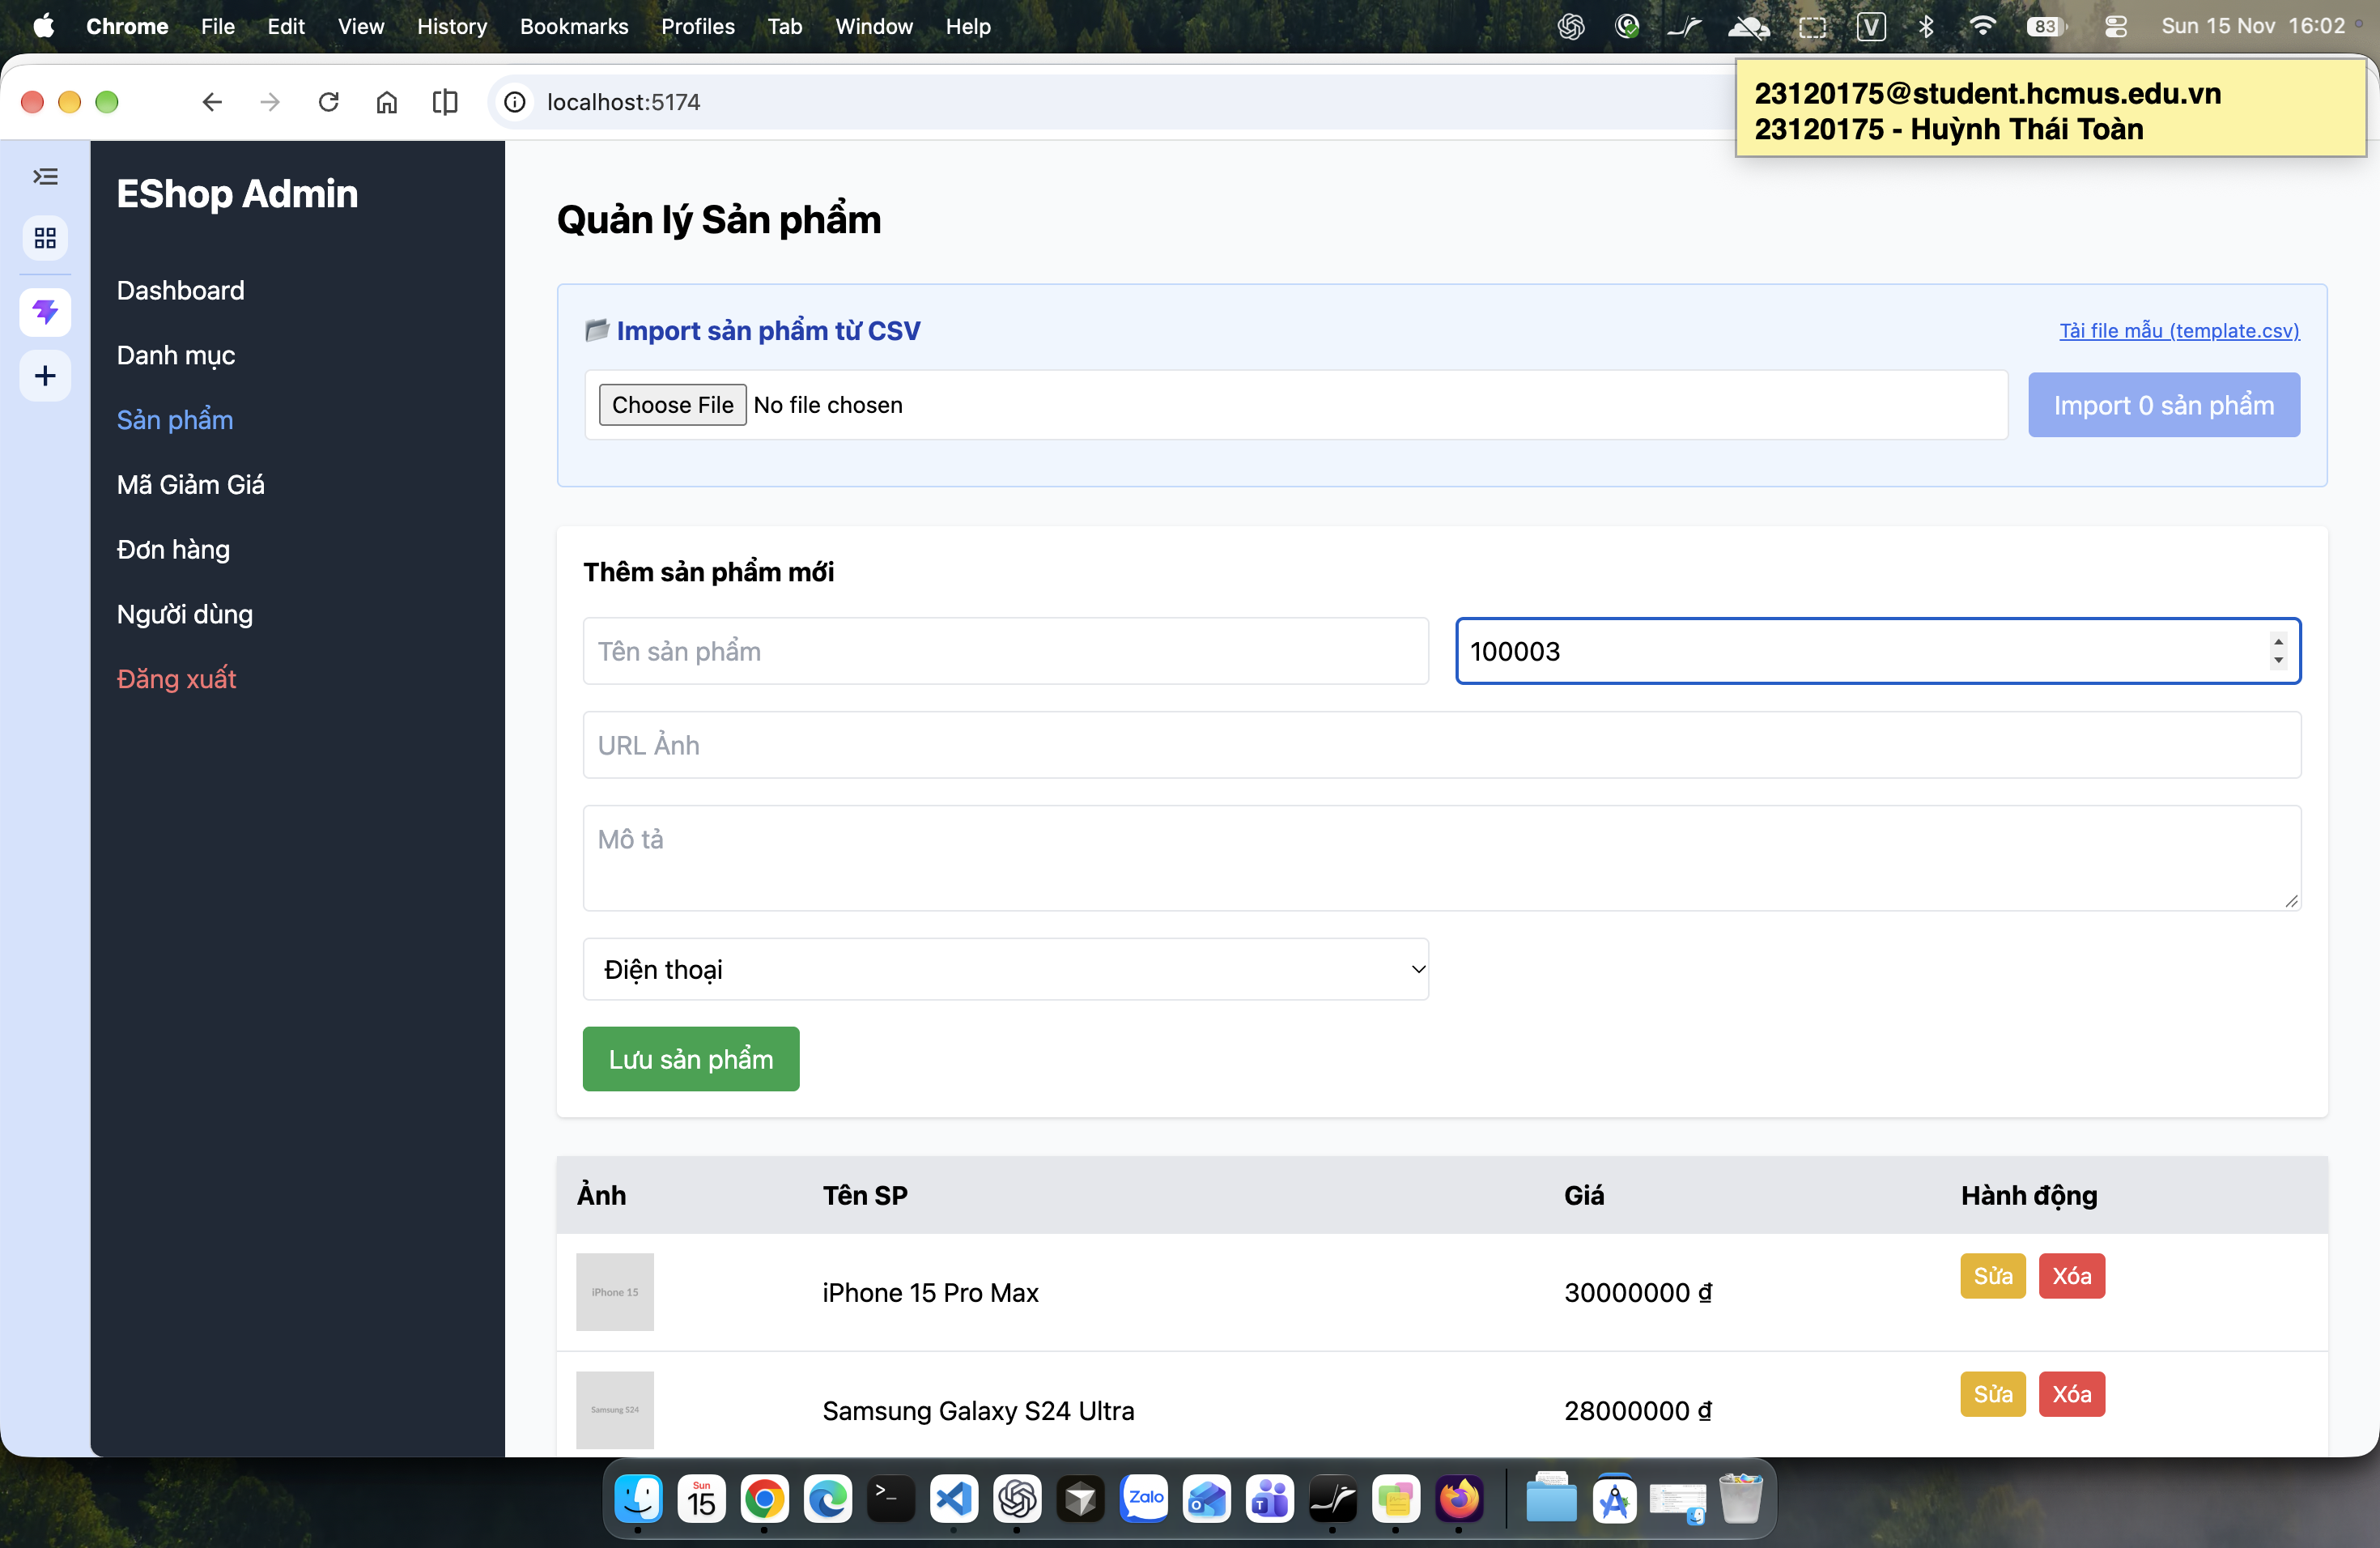 Chrome File Edit View History Bookmarks Profiles Tab Window Help V 83 Sun 15 Nov 16:02
localhost:5174
23120175@student.hcmus.edu.vn
23120175 - Huỳnh Thái Toàn
EShop Admin
Dashboard
Danh mục
Sản phẩm
Mã Giảm Giá
Đơn hàng
Người dùng
Đăng xuất
Quản lý Sản phẩm
Import sản phẩm từ CSV
Tải file mẫu (template.csv)
Choose File No file chosen
Import 0 sản phẩm
Thêm sản phẩm mới
Tên sản phẩm
100003
URL Ảnh
Mô tả
Điện thoại
Lưu sản phẩm
Ảnh Tên SP Giá Hành động
iPhone 15 iPhone 15 Pro Max 30000000 ₫ Sửa Xóa
Samsung S24 Samsung Galaxy S24 Ultra 28000000 ₫ Sửa Xóa
Sun
15
Zalo